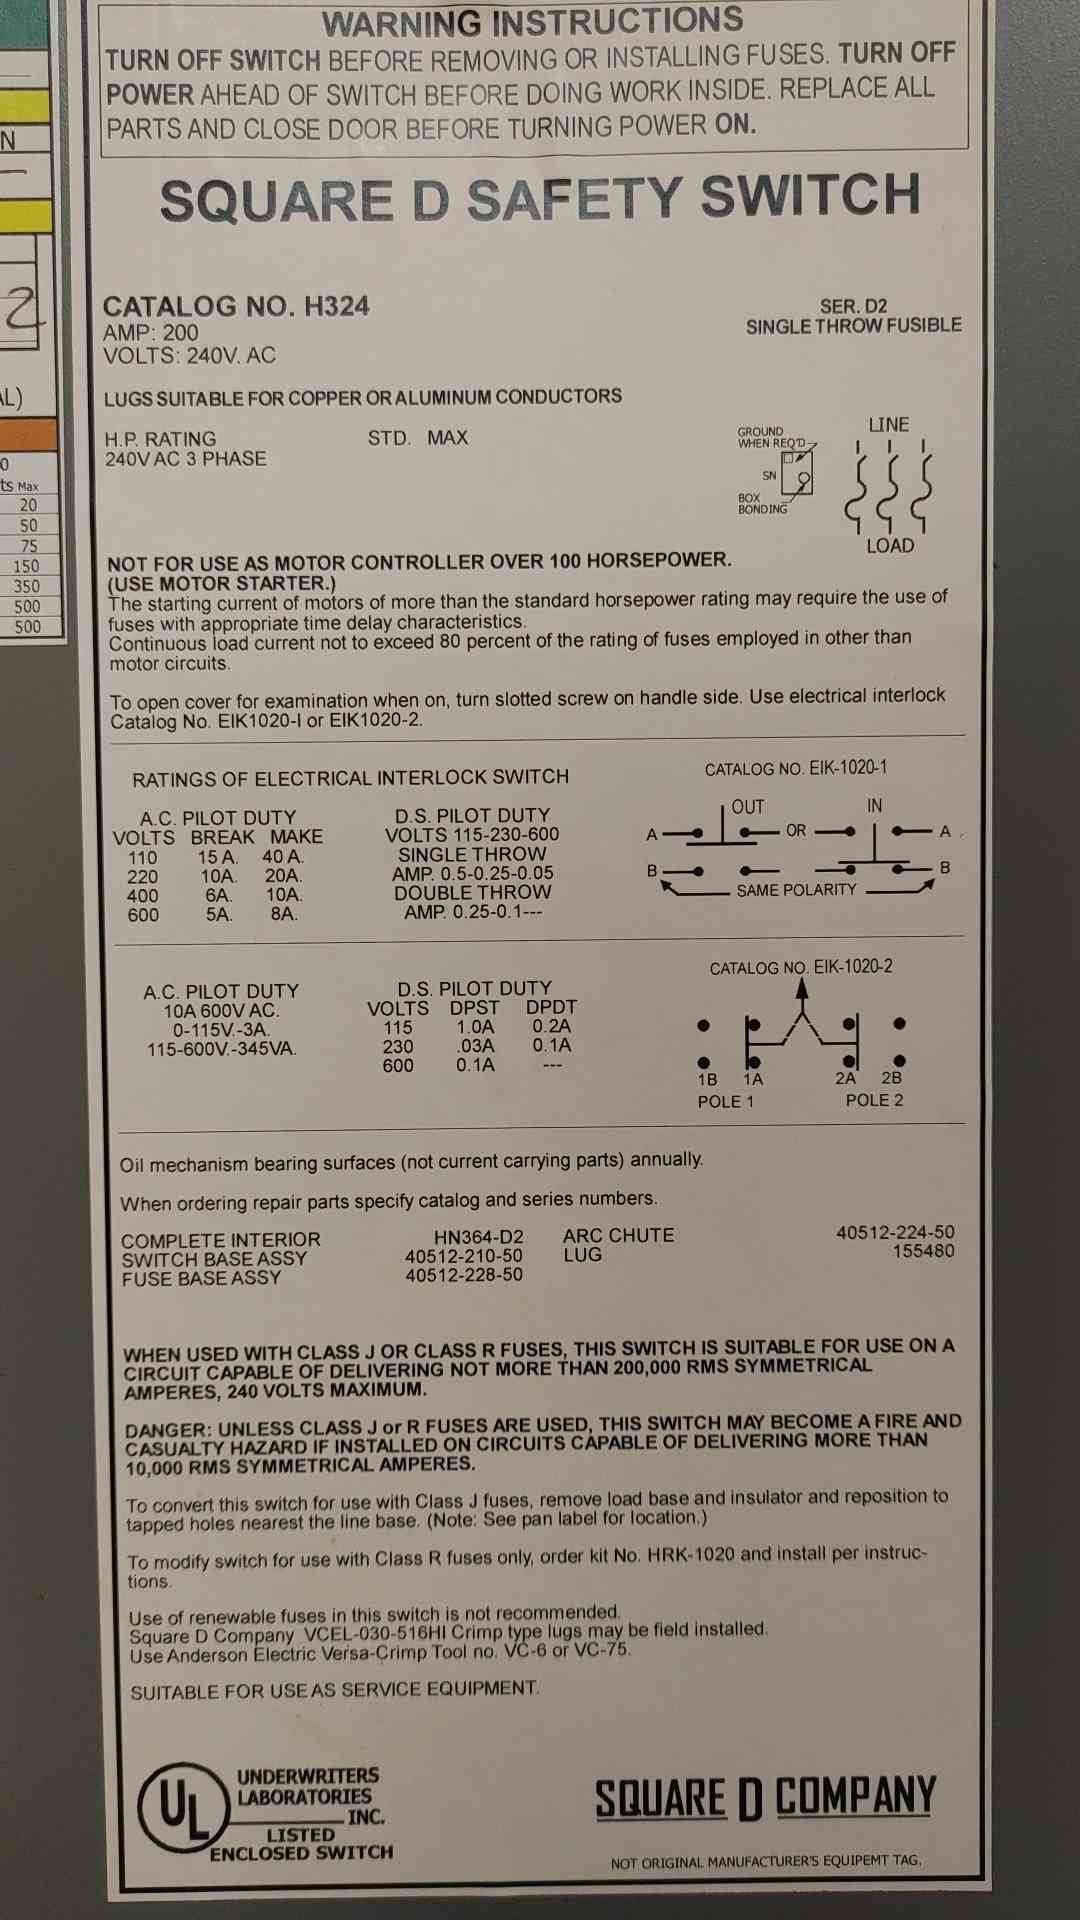 WARNING INSTRUCTIONS
TURN OFF SWITCH BEFORE REMOVING OR INSTALLING FUSES. TURN OFF
POWER AHEAD OF SWITCH BEFORE DOING WORK INSIDE. REPLACE ALL
PARTS AND CLOSE DOOR BEFORE TURNING POWER ON.
SQUARE D SAFETY SWITCH
CATALOG NO. H324
AMP: 200
VOLTS: 240V. AC
SER. D2
SINGLE THROW FUSIBLE
LUGS SUITABLE FOR COPPER OR ALUMINUM CONDUCTORS
H.P. RATING STD. MAX
240V AC 3 PHASE
GROUND
WHEN REQ'D
SN
BOX
BONDING
LINE
LOAD
NOT FOR USE AS MOTOR CONTROLLER OVER 100 HORSEPOWER.
(USE MOTOR STARTER.)
The starting current of motors of more than the standard horsepower rating may require the use of
fuses with appropriate time delay characteristics.
Continuous load current not to exceed 80 percent of the rating of fuses employed in other than
motor circuits.
To open cover for examination when on, turn slotted screw on handle side. Use electrical interlock
Catalog No. EIK1020-I or EIK1020-2.
RATINGS OF ELECTRICAL INTERLOCK SWITCH
A.C. PILOT DUTY
VOLTS BREAK MAKE
110 15 A. 40 A.
220 10A. 20A.
400 6A. 10A.
600 5A. 8A.
D.S. PILOT DUTY
VOLTS 115-230-600
SINGLE THROW
AMP. 0.5-0.25-0.05
DOUBLE THROW
AMP. 0.25-0.1---
CATALOG NO. EIK-1020-1
OUT IN
A OR A
B B
SAME POLARITY
A.C. PILOT DUTY
10A 600V AC.
0-115V.-3A.
115-600V.-345VA.
D.S. PILOT DUTY
VOLTS DPST DPDT
115 1.0A 0.2A
230 .03A 0.1A
600 0.1A ---
CATALOG NO. EIK-1020-2
1B 1A 2A 2B
POLE 1 POLE 2
Oil mechanism bearing surfaces (not current carrying parts) annually.
When ordering repair parts specify catalog and series numbers.
COMPLETE INTERIOR HN364-D2 ARC CHUTE 40512-224-50
SWITCH BASE ASSY 40512-210-50 LUG 155480
FUSE BASE ASSY 40512-228-50
WHEN USED WITH CLASS J OR CLASS R FUSES, THIS SWITCH IS SUITABLE FOR USE ON A
CIRCUIT CAPABLE OF DELIVERING NOT MORE THAN 200,000 RMS SYMMETRICAL
AMPERES, 240 VOLTS MAXIMUM.
DANGER: UNLESS CLASS J or R FUSES ARE USED, THIS SWITCH MAY BECOME A FIRE AND
CASUALTY HAZARD IF INSTALLED ON CIRCUITS CAPABLE OF DELIVERING MORE THAN
10,000 RMS SYMMETRICAL AMPERES.
To convert this switch for use with Class J fuses, remove load base and insulator and reposition to
tapped holes nearest the line base. (Note: See pan label for location.)
To modify switch for use with Class R fuses only, order kit No. HRK-1020 and install per instruc-
tions.
Use of renewable fuses in this switch is not recommended.
Square D Company VCEL-030-516HI Crimp type lugs may be field installed.
Use Anderson Electric Versa-Crimp Tool no. VC-6 or VC-75.
SUITABLE FOR USE AS SERVICE EQUIPMENT.
UL
UNDERWRITERS
LABORATORIES
INC.
LISTED
ENCLOSED SWITCH
SQUARE D COMPANY
NOT ORIGINAL MANUFACTURER'S EQUIPEMT TAG.
N
2
AL)
0
ts Max
20
50
75
150
350
500
500